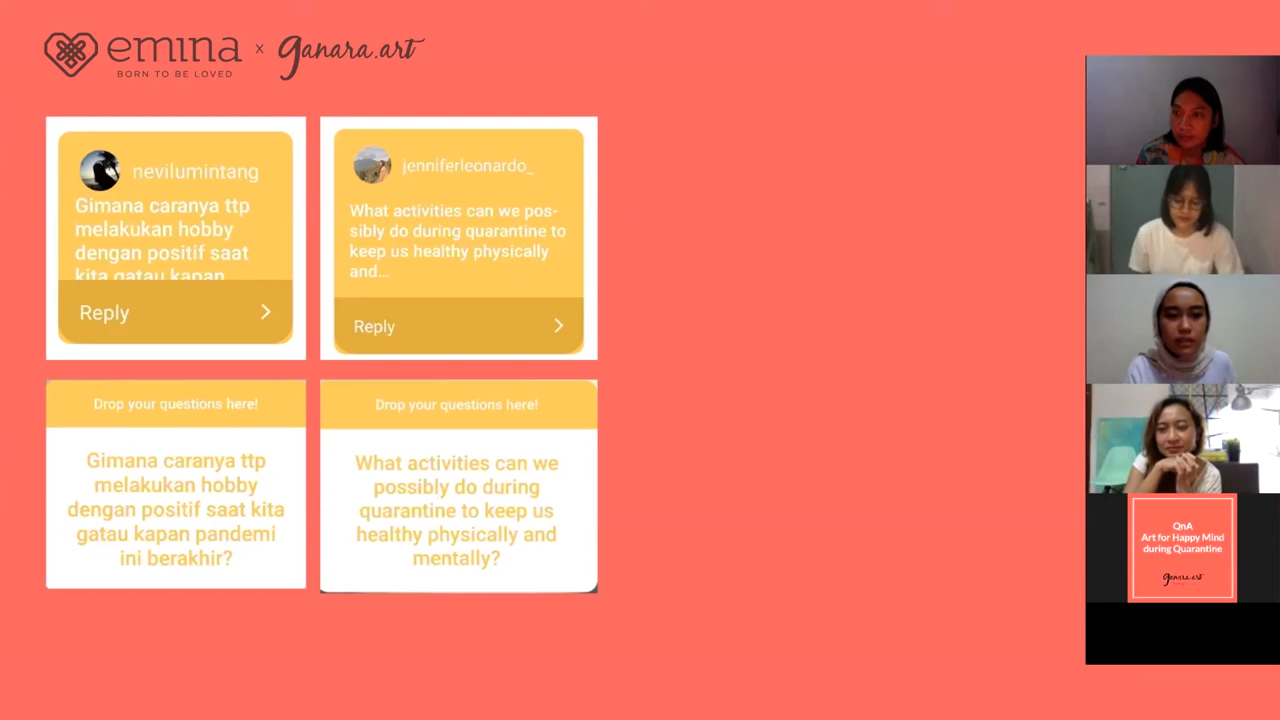 emina x ganara.art
BORN TO BE LOVED
nevilumintang
Gimana caranya ttp
melakukan hobby
dengan positif saat
kita gatau kapan
Reply
jenniferleonardo_
What activities can we pos-
sibly do during quarantine to
keep us healthy physically
and...
Reply
Drop your questions here!
Gimana caranya ttp
melakukan hobby
dengan positif saat kita
gatau kapan pandemi
ini berakhir?
Drop your questions here!
What activities can we
possibly do during
quarantine to keep us
healthy physically and
mentally?
QnA
Art for Happy Mind
during Quarantine
ganara.art